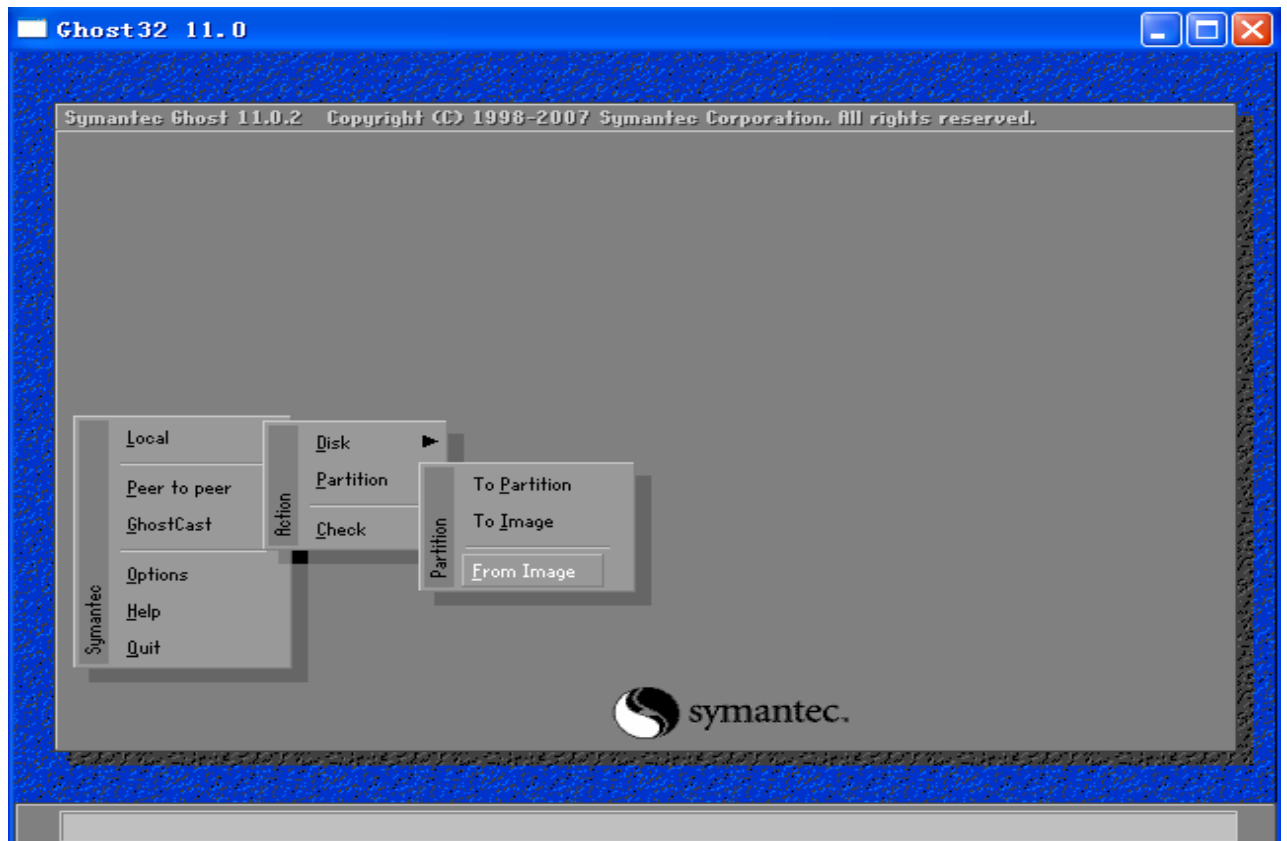 Ghost32 11.0
Symantec Ghost 11.0.2 Copyright (C) 1998-2007 Symantec Corporation. All rights reserved.
Local
Peer to peer
GhostCast
Options
Help
Quit
Symantec
Disk
Partition
Check
Action
To Partition
To Image
From Image
Partition
symantec.